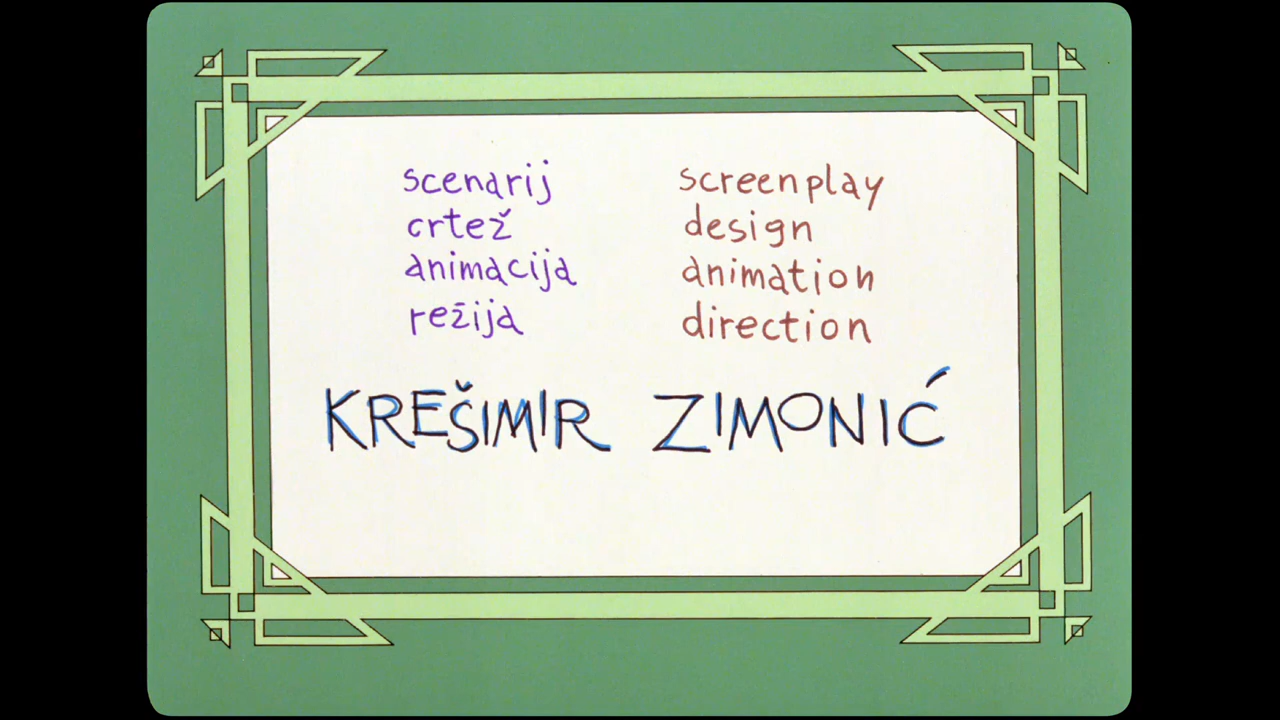 scenarij screenplay
crtež design
animacija animation
režija direction
KREŠIMIR ZIMONIĆ